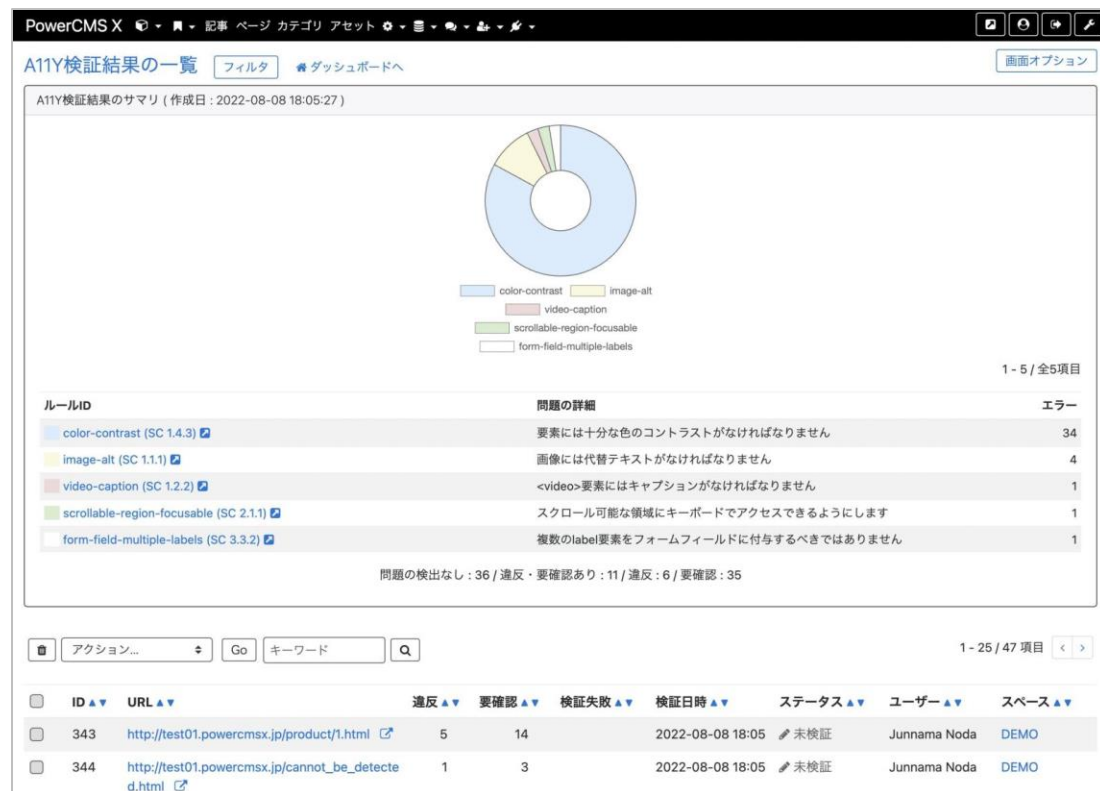 PowerCMS X 記事 ページ カテゴリ アセット
A11Y検証結果の一覧 フィルタ ダッシュボードへ 画面オプション
A11Y検証結果のサマリ ( 作成日 : 2022-08-08 18:05:27 )
color-contrast image-alt
video-caption
scrollable-region-focusable
form-field-multiple-labels
1 - 5 / 全5項目
ルールID 問題の詳細 エラー
color-contrast (SC 1.4.3) 要素には十分な色のコントラストがなければなりません 34
image-alt (SC 1.1.1) 画像には代替テキストがなければなりません 4
video-caption (SC 1.2.2) <video>要素にはキャプションがなければなりません 1
scrollable-region-focusable (SC 2.1.1) スクロール可能な領域にキーボードでアクセスできるようにします 1
form-field-multiple-labels (SC 3.3.2) 複数のlabel要素をフォームフィールドに付与するべきではありません 1
問題の検出なし : 36 / 違反・要確認あり : 11 / 違反 : 6 / 要確認 : 35
アクション... Go キーワード 1 - 25 / 47 項目
ID URL 違反 要確認 検証失敗 検証日時 ステータス ユーザー スペース
343 http://test01.powercmsx.jp/product/1.html 5 14 2022-08-08 18:05 未検証 Junnama Noda DEMO
344 http://test01.powercmsx.jp/cannot_be_detecte 1 3 2022-08-08 18:05 未検証 Junnama Noda DEMO
d.html